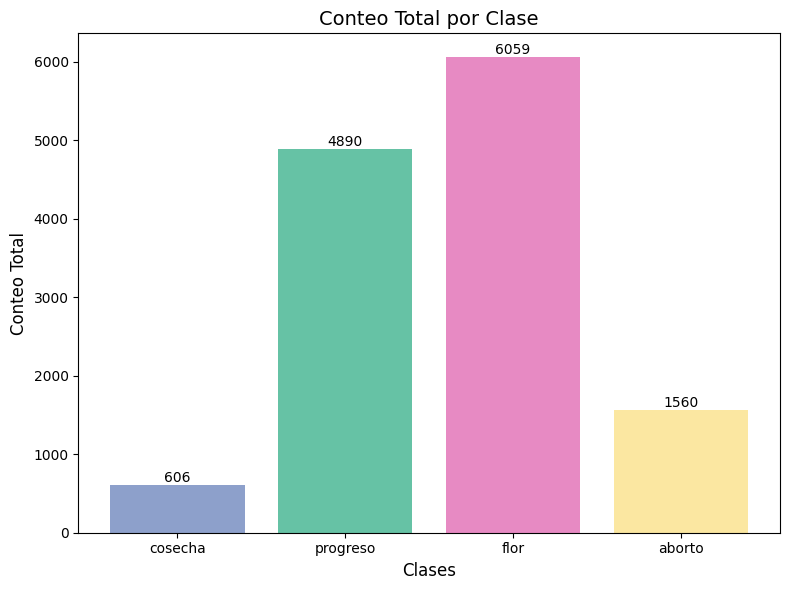 Conteo Total por Clase
6059
6000
5000
4890
4000
Conteo Total
3000
2000
1560
1000
606
0
cosecha progreso flor aborto
Clases